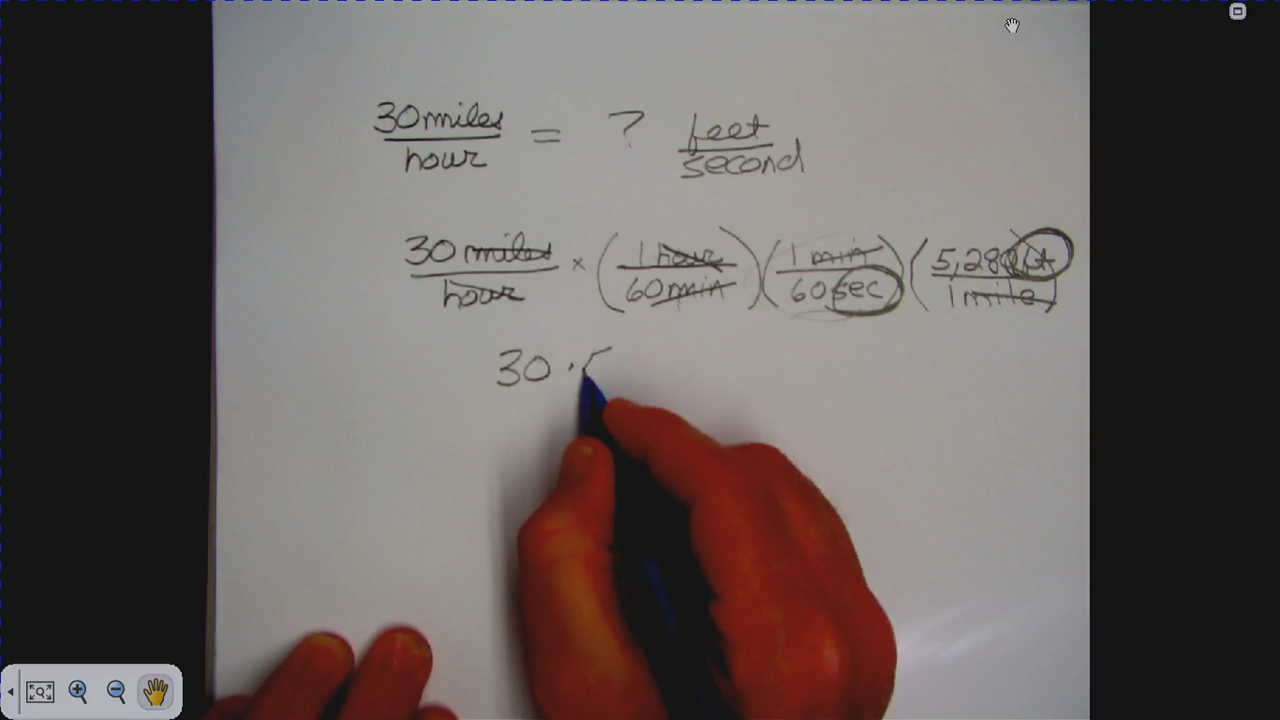 30 miles/hour = ? feet/second
30 miles/hour × (1 hour/60 min)(1 min/60 sec)(5,280 ft/1 mile)
30 ·